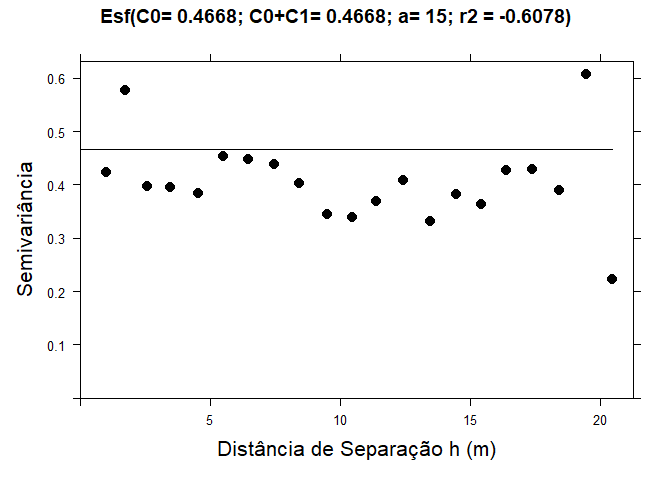 Esf(C0= 0.4668; C0+C1= 0.4668; a= 15; r2 = -0.6078)
0.6
0.5
0.4
0.3
0.2
0.1
Semivariância
5 10 15 20
Distância de Separação h (m)